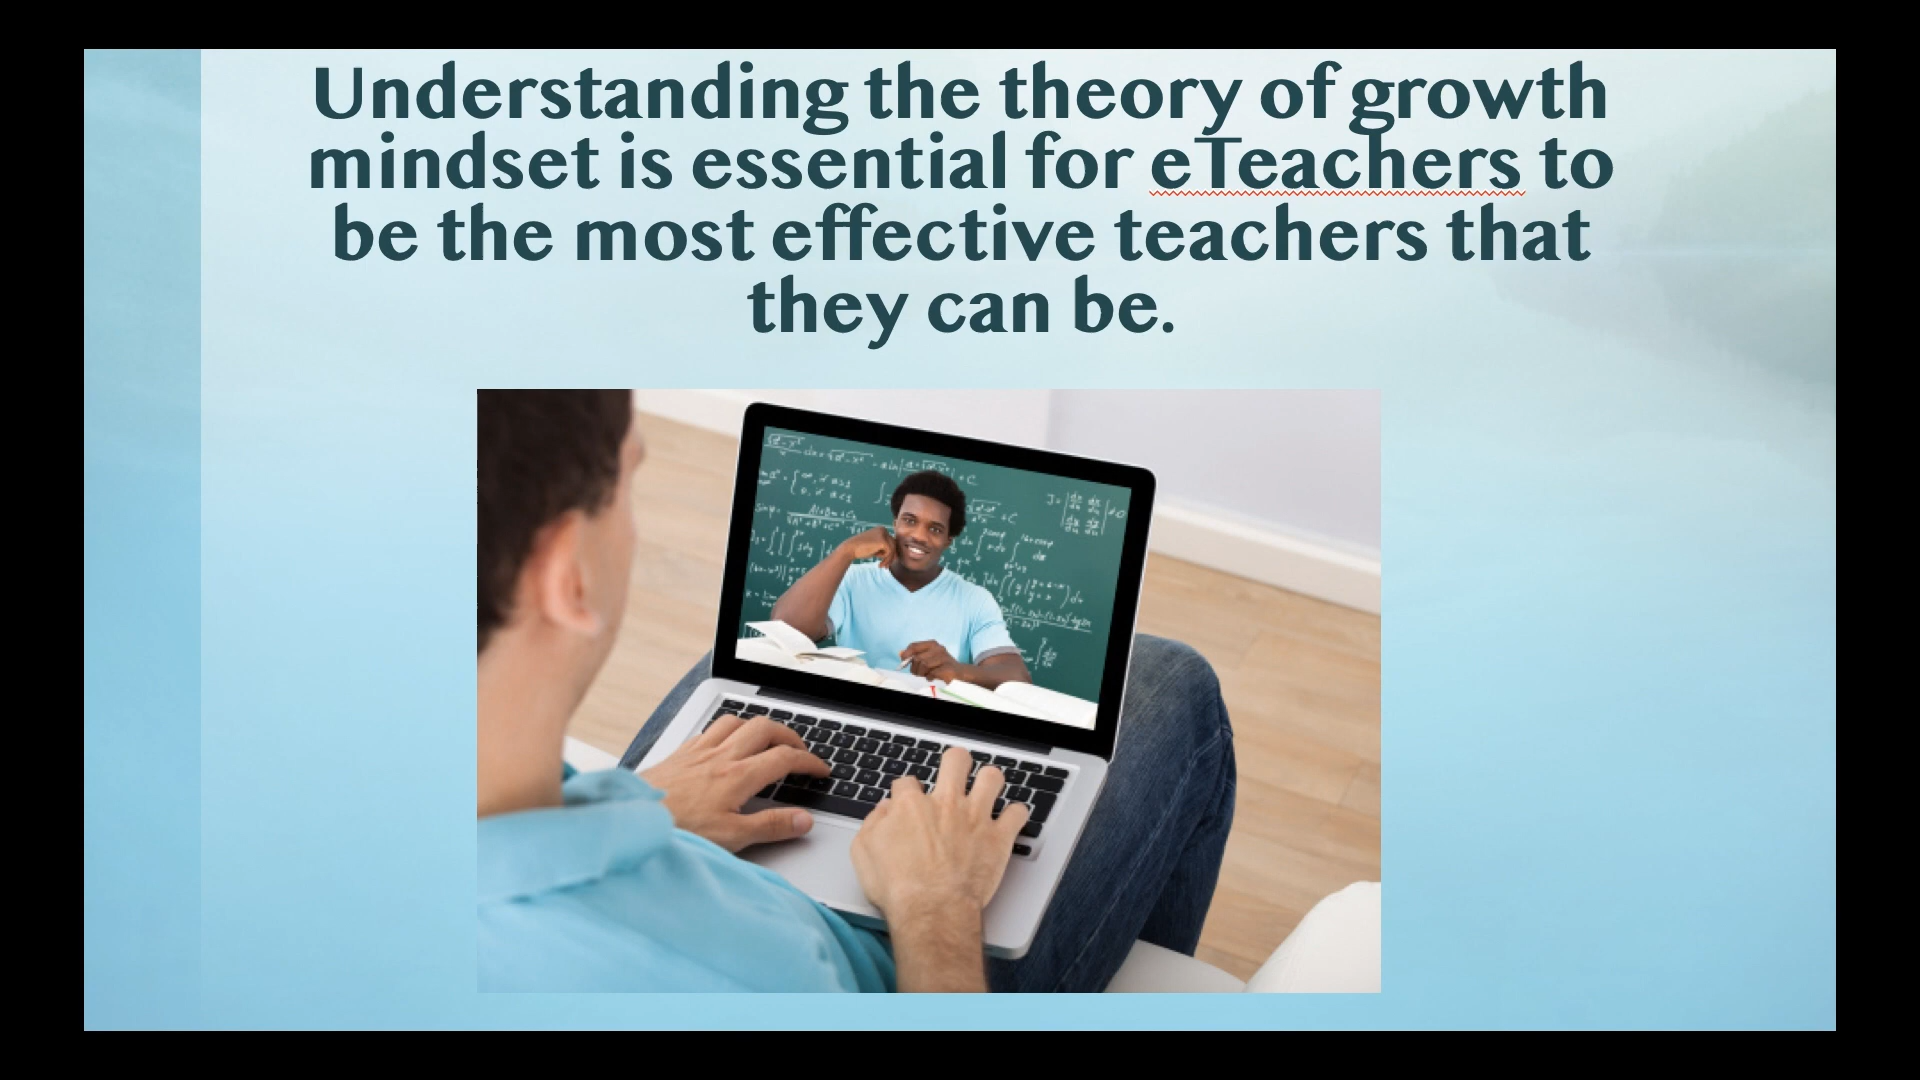 Understanding the theory of growth
mindset is essential for eTeachers to
be the most effective teachers that
they can be.